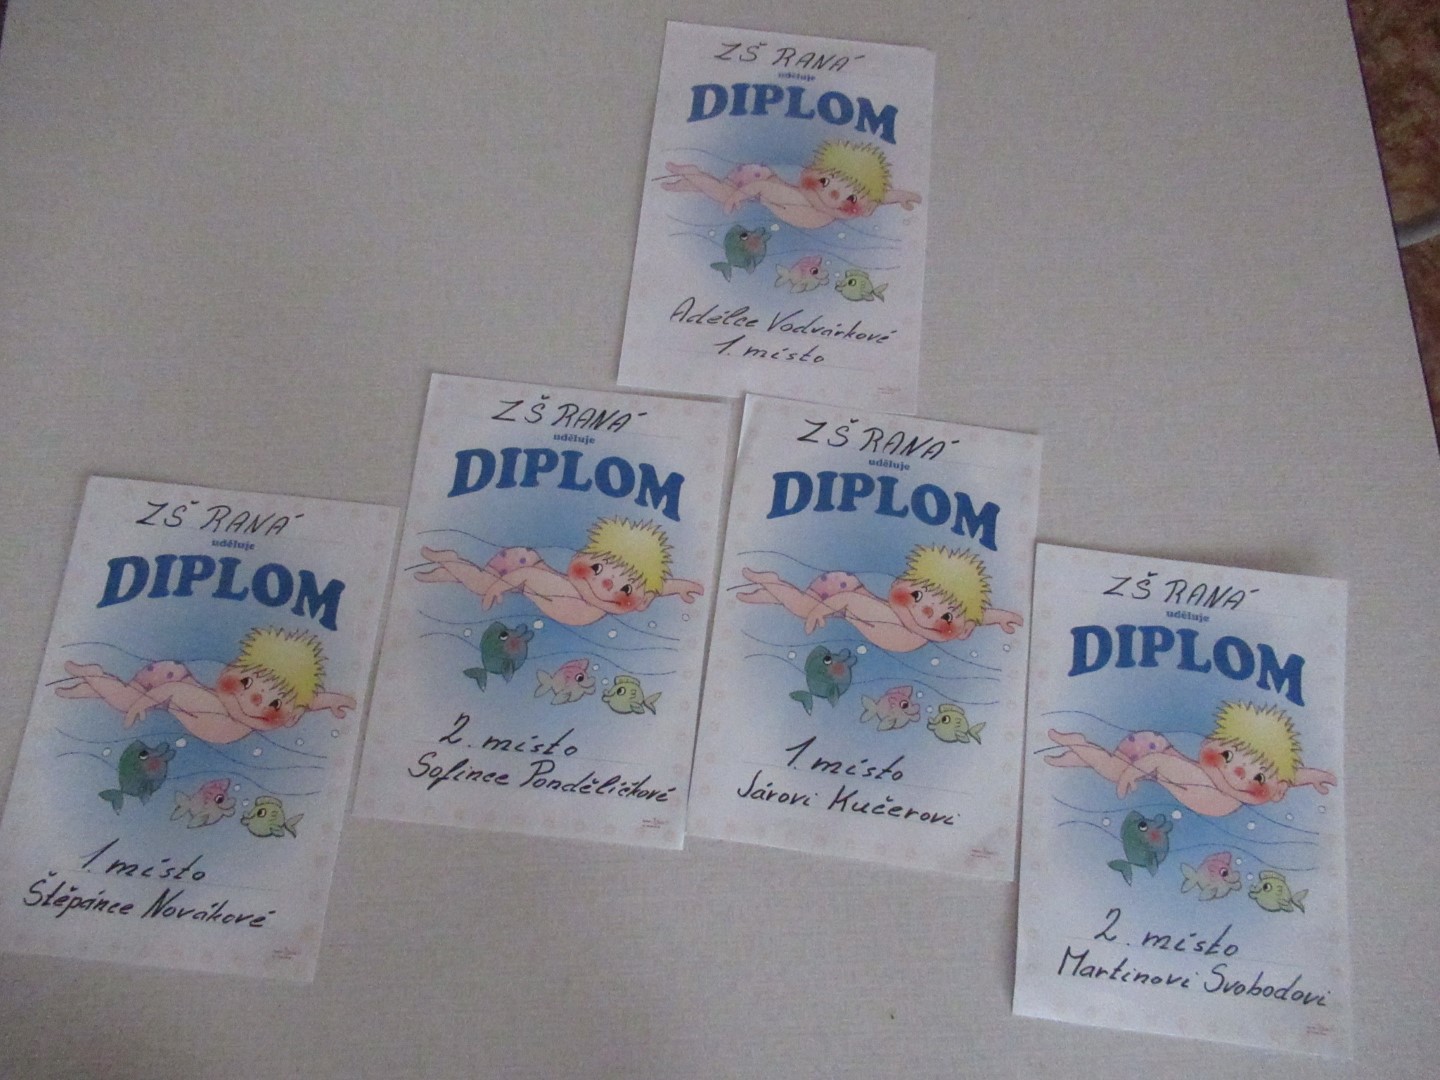 ZŠ RANÁ
uděluje
DIPLOM
Adélce Vodvárkové
1. místo
ZŠ RANÁ
uděluje
DIPLOM
1. místo
Štěpánce Novákové
ZŠ RANÁ
uděluje
DIPLOM
2. místo
Sofince Ponděličkové
ZŠ RANÁ
uděluje
DIPLOM
1. místo
Járovi Kučerovi
ZŠ RANÁ
uděluje
DIPLOM
2. místo
Martinovi Svobodovi